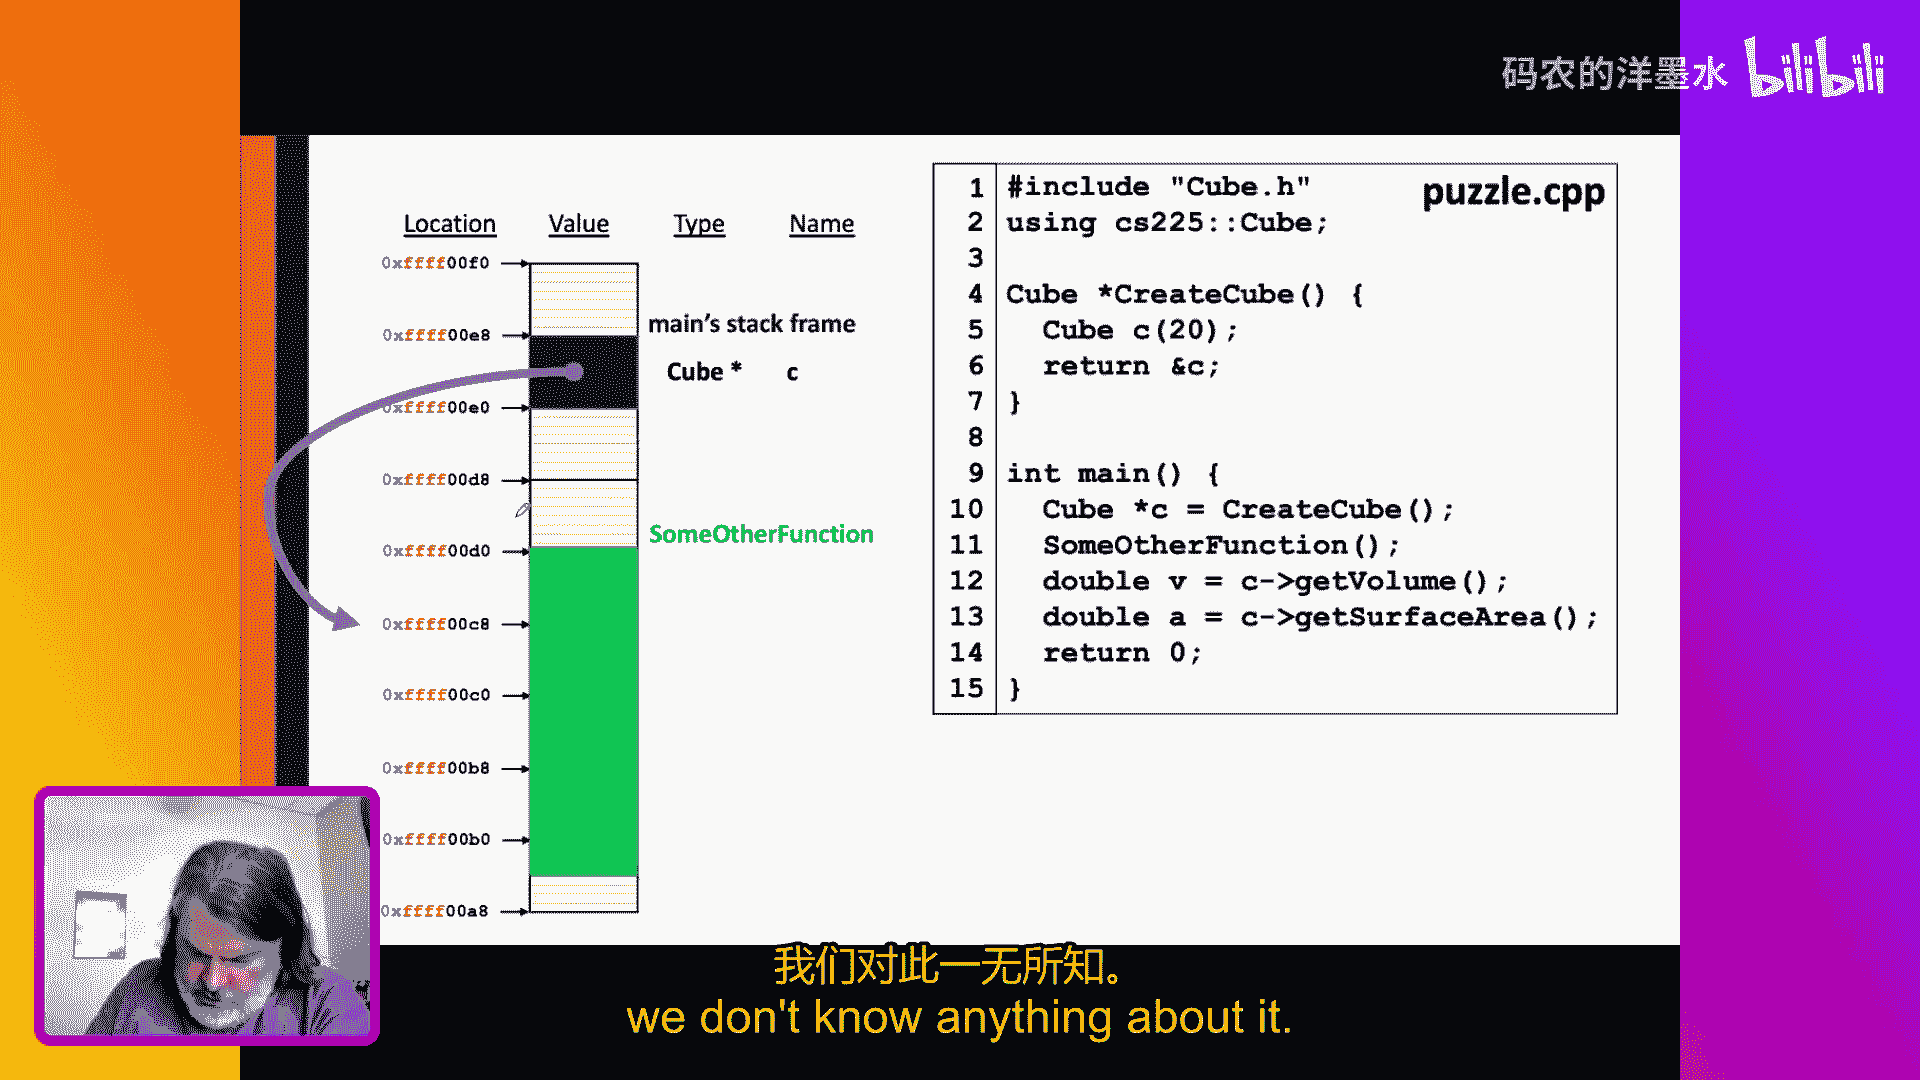 码农的洋墨水 bilibili
Location Value Type Name
0xffff00f0
0xffff00e8
main’s stack frame
Cube * c
0xffff00e0
0xffff00d8
0xffff00d0
SomeOtherFunction
0xffff00c8
0xffff00c0
0xffff00b8
0xffff00b0
0xffff00a8
puzzle.cpp
1 #include "Cube.h"
2 using cs225::Cube;
3
4 Cube *CreateCube() {
5   Cube c(20);
6   return &c;
7 }
8
9 int main() {
10   Cube *c = CreateCube();
11   SomeOtherFunction();
12   double v = c->getVolume();
13   double a = c->getSurfaceArea();
14   return 0;
15 }
我们对此一无所知。
we don't know anything about it.